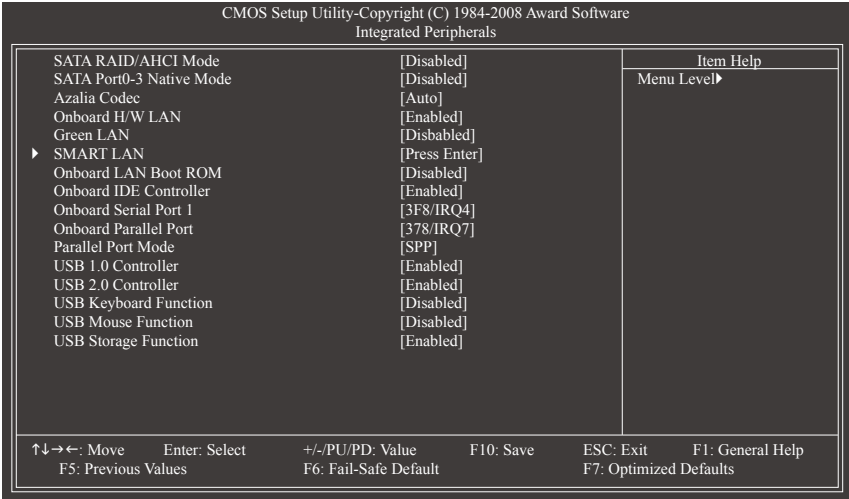 CMOS Setup Utility-Copyright (C) 1984-2008 Award Software
Integrated Peripherals
SATA RAID/AHCI Mode [Disabled]
SATA Port0-3 Native Mode [Disabled]
Azalia Codec [Auto]
Onboard H/W LAN [Enabled]
Green LAN [Disbabled]
SMART LAN [Press Enter]
Onboard LAN Boot ROM [Disabled]
Onboard IDE Controller [Enabled]
Onboard Serial Port 1 [3F8/IRQ4]
Onboard Parallel Port [378/IRQ7]
Parallel Port Mode [SPP]
USB 1.0 Controller [Enabled]
USB 2.0 Controller [Enabled]
USB Keyboard Function [Disabled]
USB Mouse Function [Disabled]
USB Storage Function [Enabled]
Item Help
Menu Level
↑↓→←: Move Enter: Select +/-/PU/PD: Value F10: Save ESC: Exit F1: General Help
F5: Previous Values F6: Fail-Safe Default F7: Optimized Defaults